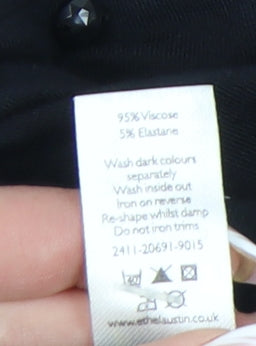 95% Viscose
5% Elastane
Wash dark colours
separately
Wash inside out
Iron on reverse
Re-shape whilst damp
Do not iron trims
2411-20691-9015
40
www.ethelaustin.co.uk